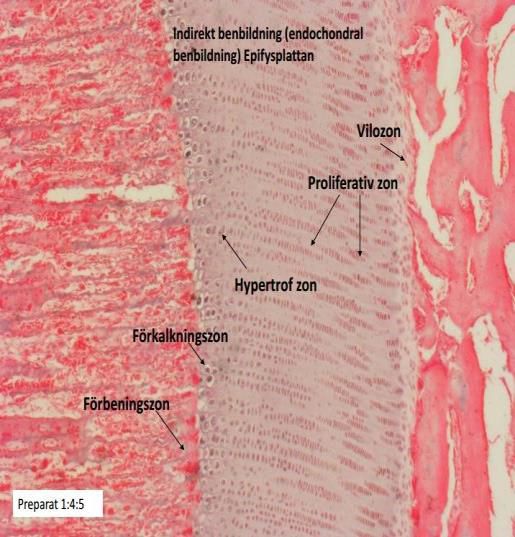 Indirekt benbildning (endochondral
benbildning) Epifysplattan
Vilozon
Proliferativ zon
Hypertrof zon
Förkalkningszon
Förbeningszon
Preparat 1:4:5